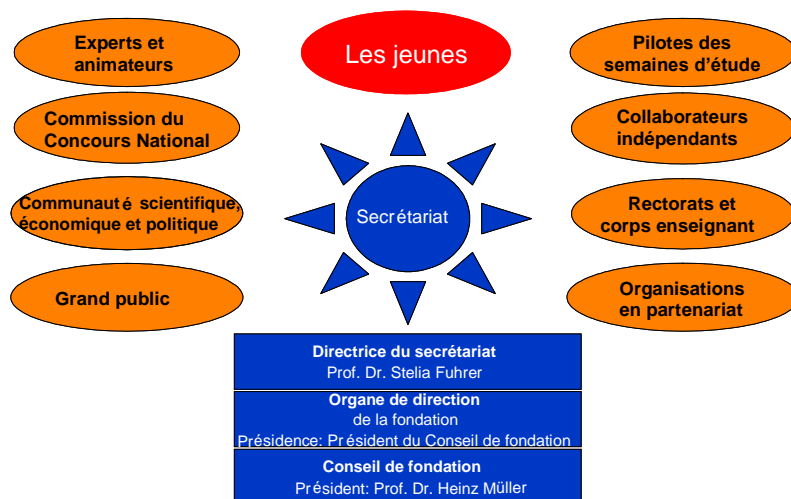 Experts et
animateurs
Les jeunes
Pilotes des
semaines d'étude
Commission du
Concours National
Collaborateurs
indépendants
Communauté scientifique,
économique et politique
Secrétariat
Rectorats et
corps enseignant
Grand public
Organisations
en partenariat
Directrice du secrétariat
Prof. Dr. Stelia Fuhrer
Organe de direction
de la fondation
Présidence: Président du Conseil de fondation
Conseil de fondation
Président: Prof. Dr. Heinz Müller